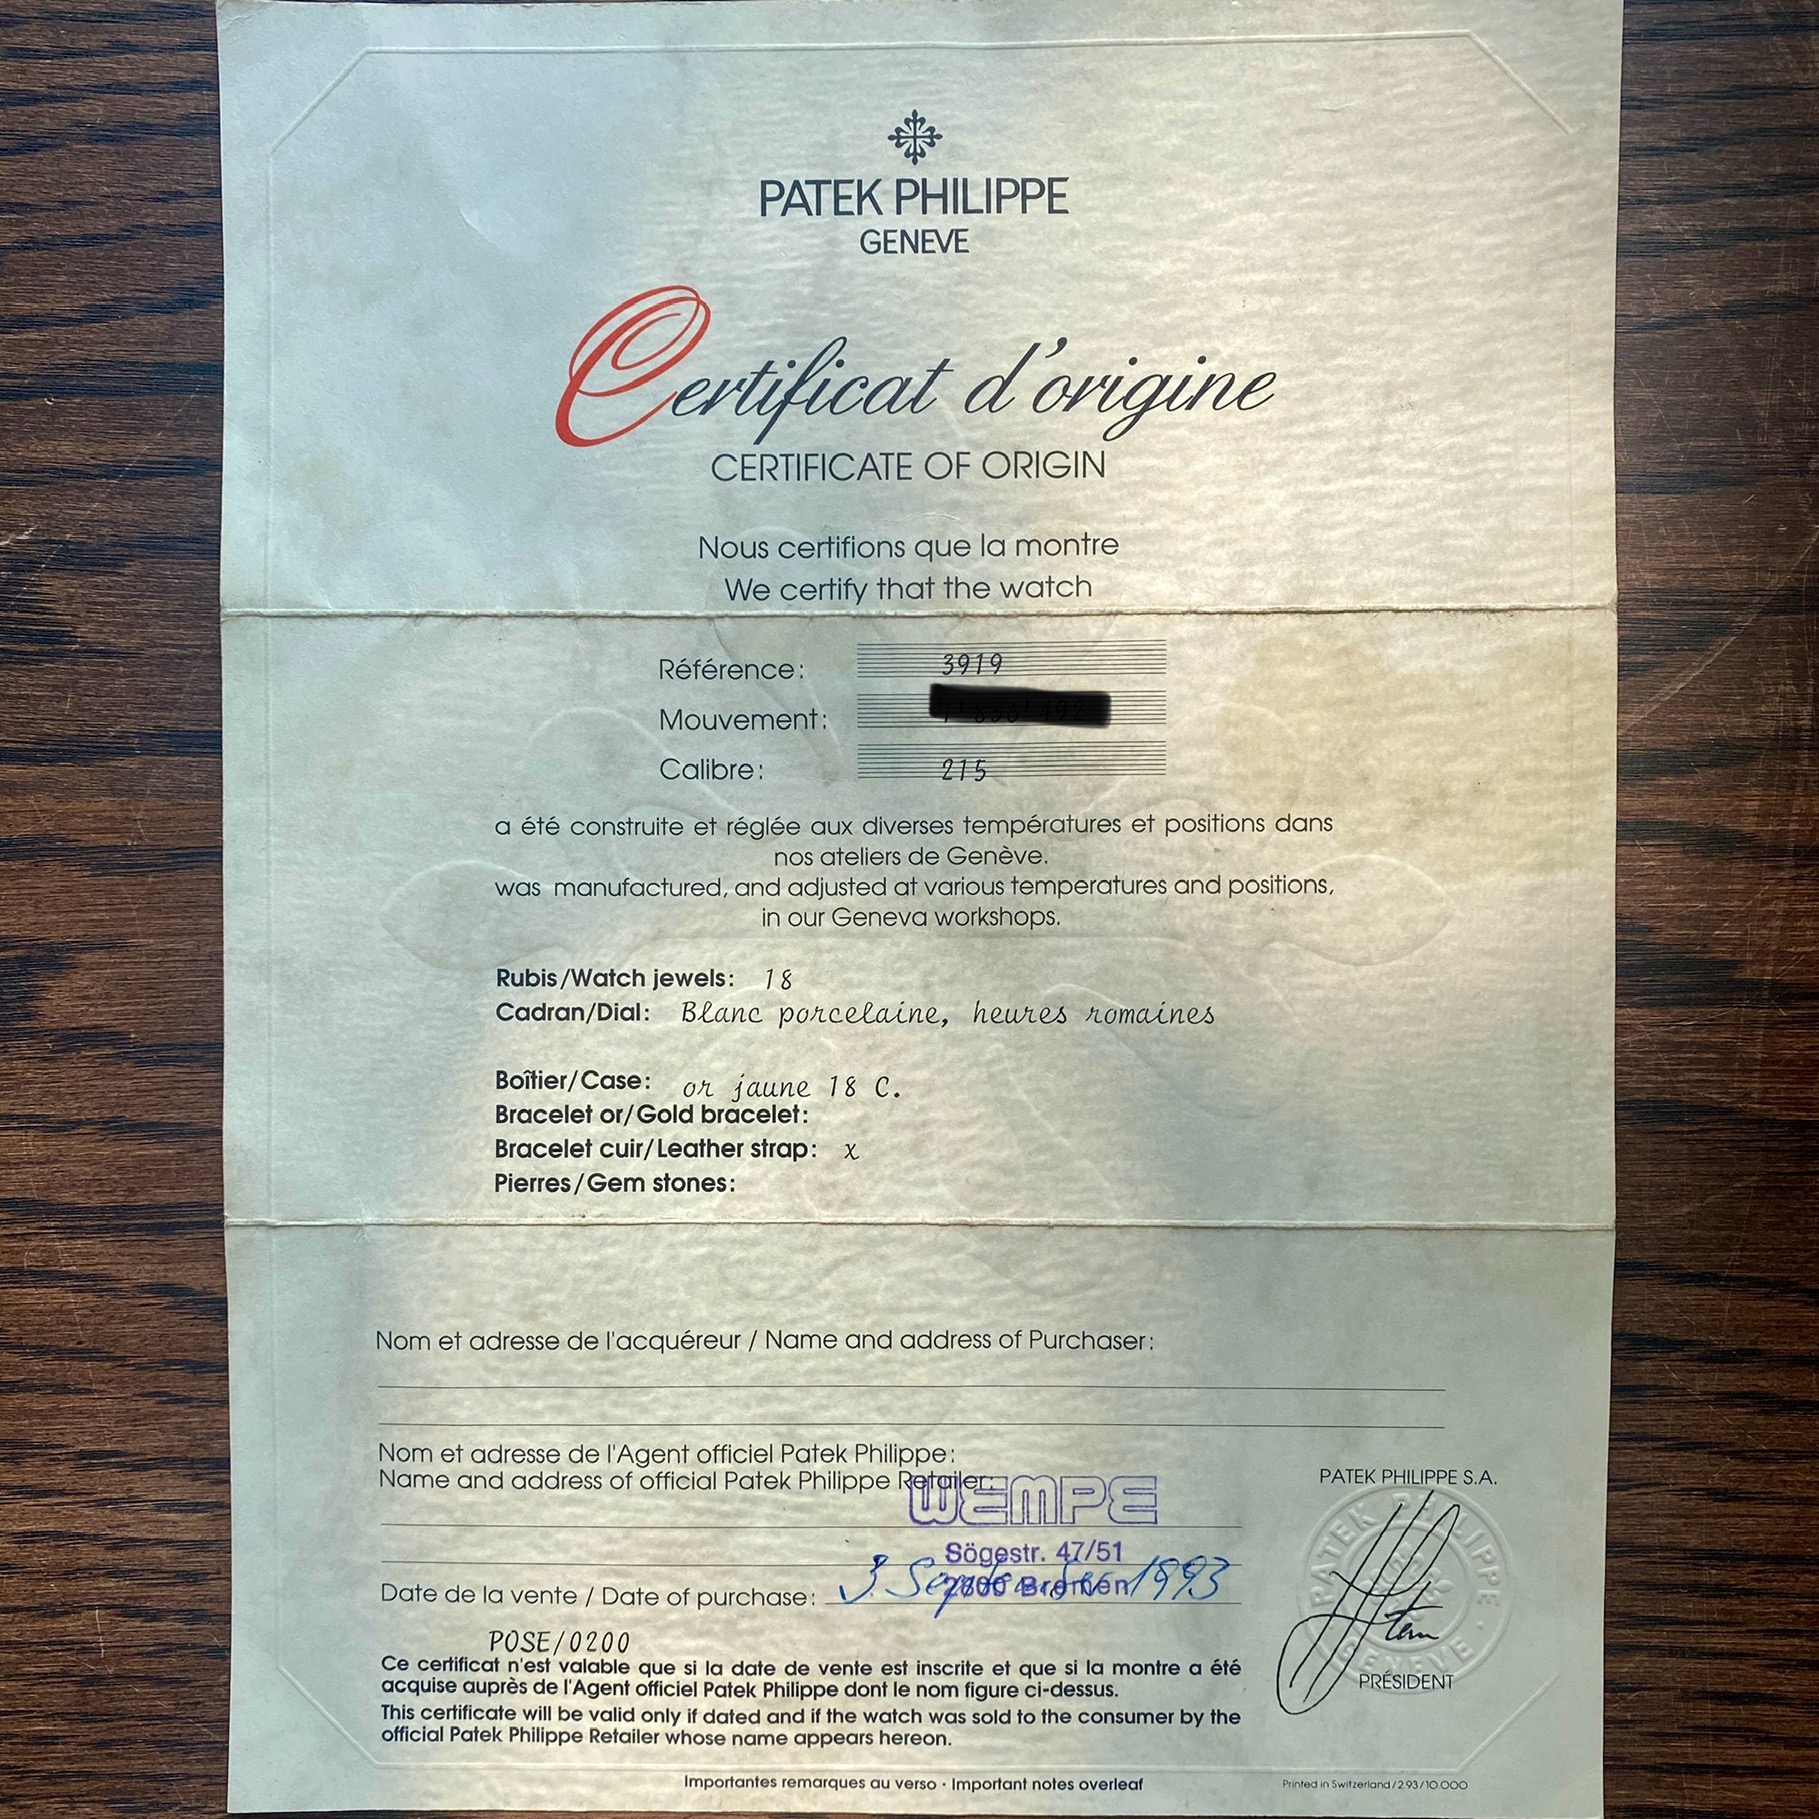 PATEK PHILIPPE
GENEVE
Certificat d'origine
CERTIFICATE OF ORIGIN
Nous certifions que la montre
We certify that the watch
Référence: 3919
Mouvement:
Calibre: 215
a été construite et réglée aux diverses températures et positions dans
nos ateliers de Genève.
was manufactured, and adjusted at various temperatures and positions,
in our Geneva workshops.
Rubis/Watch jewels: 18
Cadran/Dial: Blanc porcelaine, heures romaines
Boîtier/Case: or jaune 18 C.
Bracelet or/Gold bracelet:
Bracelet cuir/Leather strap: x
Pierres/Gem stones:
Nom et adresse de l'acquéreur / Name and address of Purchaser:
Nom et adresse de l'Agent officiel Patek Philippe:
Name and address of official Patek Philippe Retailer:
WEMPE
Sögestr. 47/51
2800 Bremen
Date de la vente / Date of purchase: 3. September 1993
POSE/0200
Ce certificat n'est valable que si la date de vente est inscrite et que si la montre a été
acquise auprès de l'Agent officiel Patek Philippe dont le nom figure ci-dessus.
This certificate will be valid only if dated and if the watch was sold to the consumer by the
official Patek Philippe Retailer whose name appears hereon.
PATEK PHILIPPE S.A.
PATEK PHILIPPE · GENEVE ·
Stern
PRÉSIDENT
Importantes remarques au verso · Important notes overleaf
Printed in Switzerland/2.93/10.000